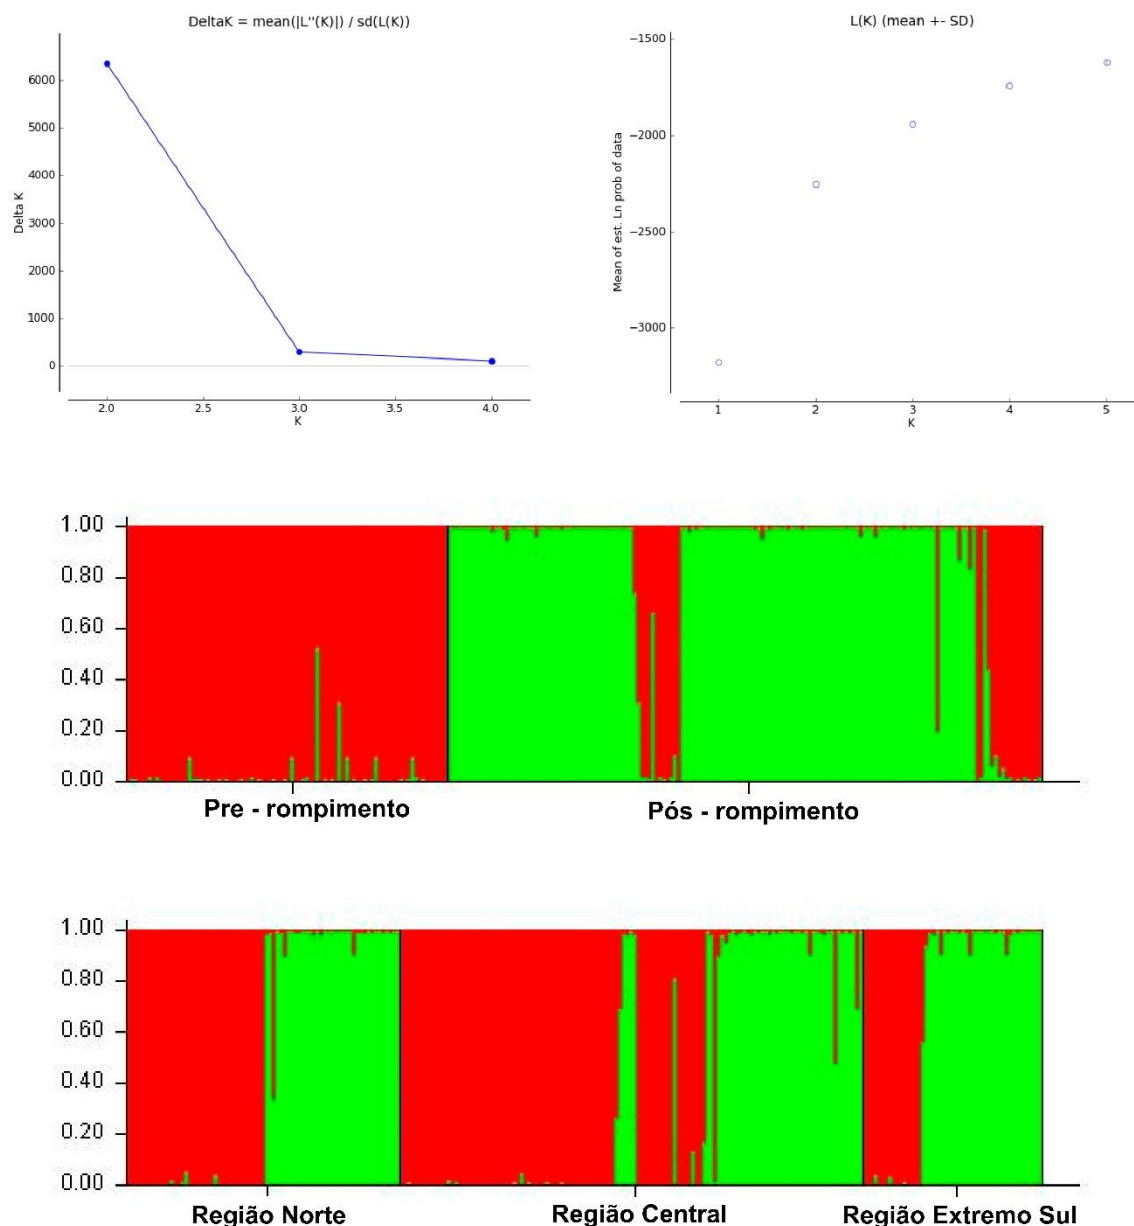 DeltaK = mean(|L''(K)|) / sd(L(K))
6000
5000
4000
3000
2000
1000
0
Delta K
2.0 2.5 3.0 3.5 4.0
K
L(K) (mean +- SD)
−1500
−2000
−2500
−3000
Mean of est. Ln prob of data
1 2 3 4 5
K
1.00
0.80
0.60
0.40
0.20
0.00
Pre - rompimento Pós - rompimento
1.00
0.80
0.60
0.40
0.20
0.00
Região Norte Região Central Região Extremo Sul